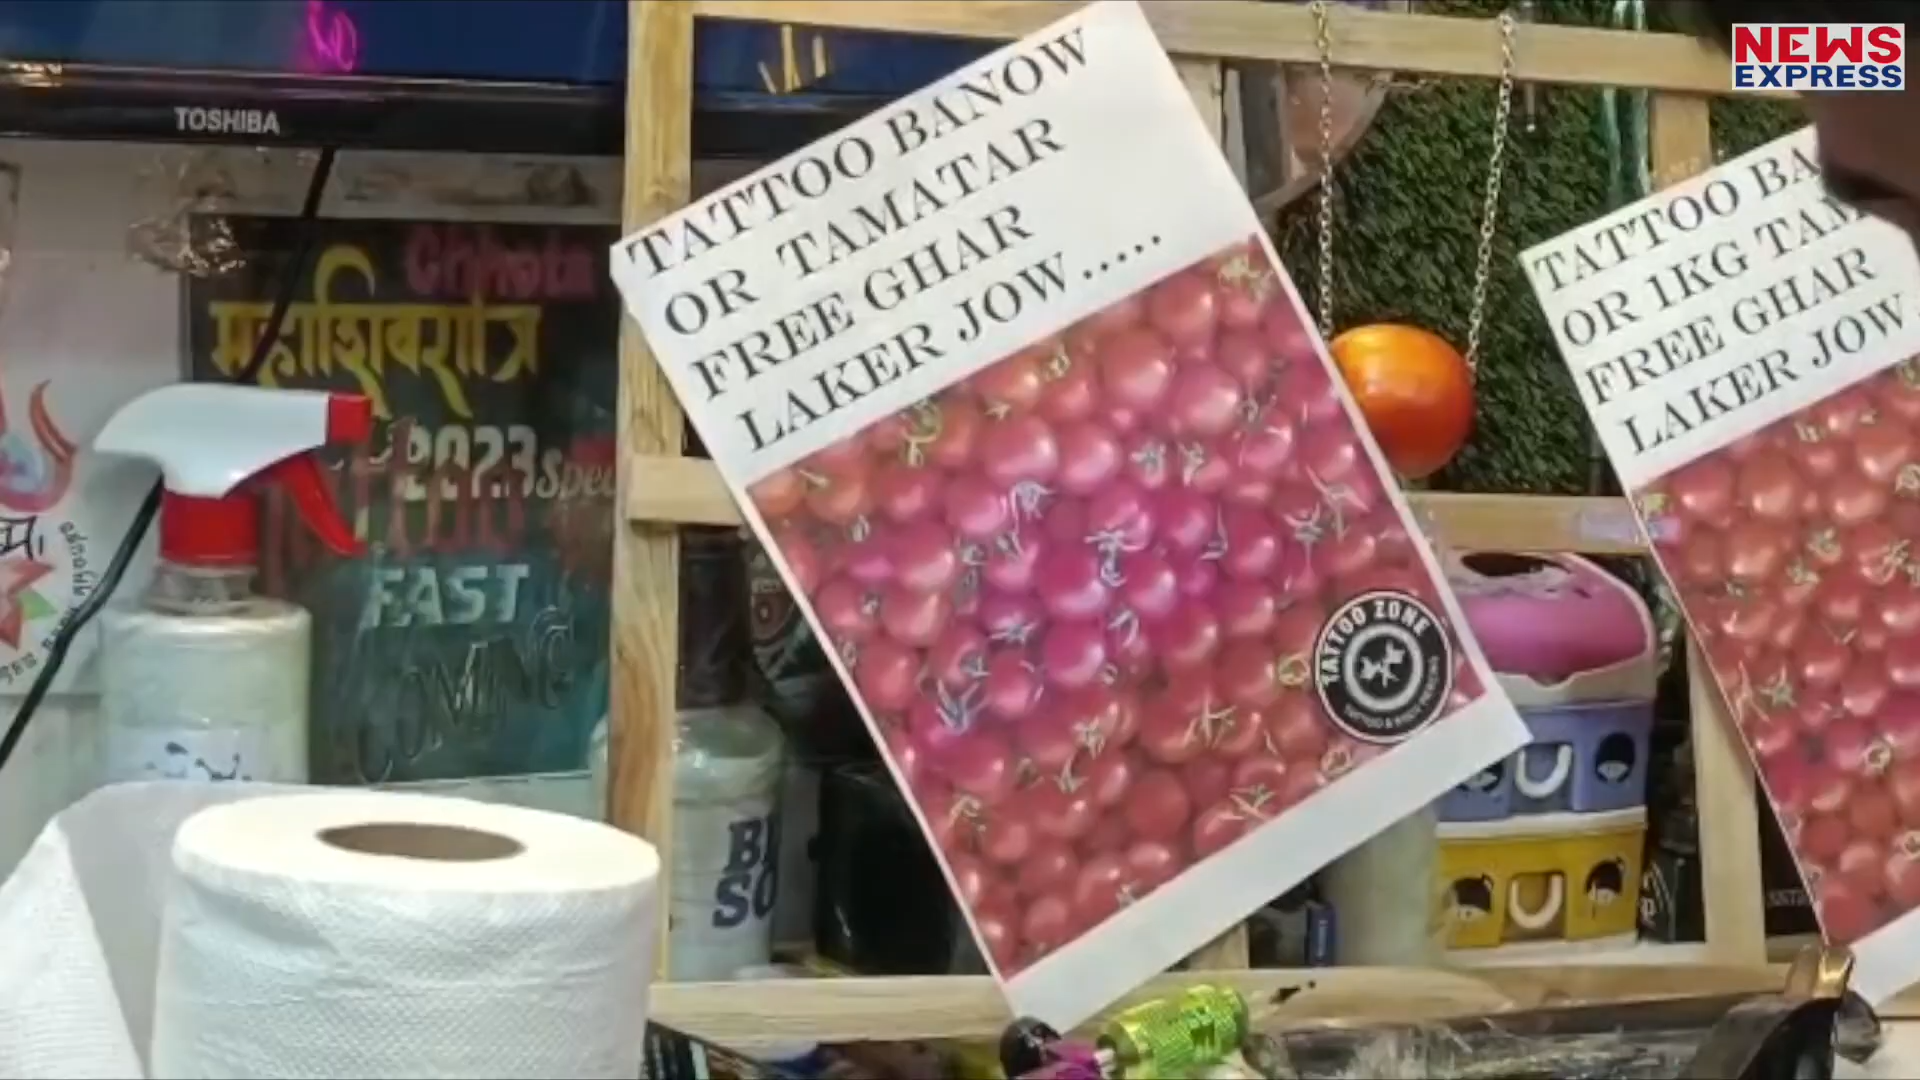 NEWS
EXPRESS
TOSHIBA
TATTOO BANOW
OR TAMATAR
FREE GHAR
LAKER JOW.....
TATTOO ZONE
TATTOO BA
OR 1KG TAM
FREE GHAR
LAKER JOW
Chhota
महाशिवरात्रि
2023
FAST
COMING